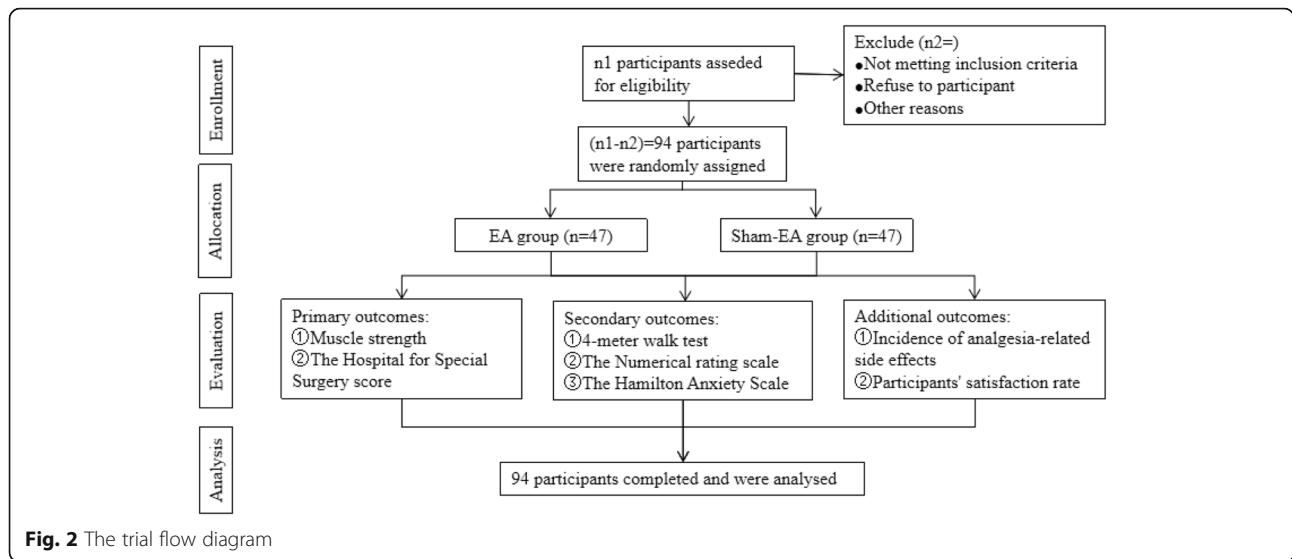 Enrollment
n1 participants asseded
for eligibility
Exclude (n2=)
●Not metting inclusion criteria
●Refuse to participant
●Other reasons
(n1-n2)=94 participants
were randomly assigned
Allocation
EA group (n=47)
Sham-EA group (n=47)
Evaluation
Primary outcomes:
①Muscle strength
②The Hospital for Special
Surgery score
Secondary outcomes:
①4-meter walk test
②The Numerical rating scale
③The Hamilton Anxiety Scale
Additional outcomes:
①Incidence of analgesia-related
side effects
②Participants' satisfaction rate
Analysis
94 participants completed and were analysed
Fig. 2 The trial flow diagram